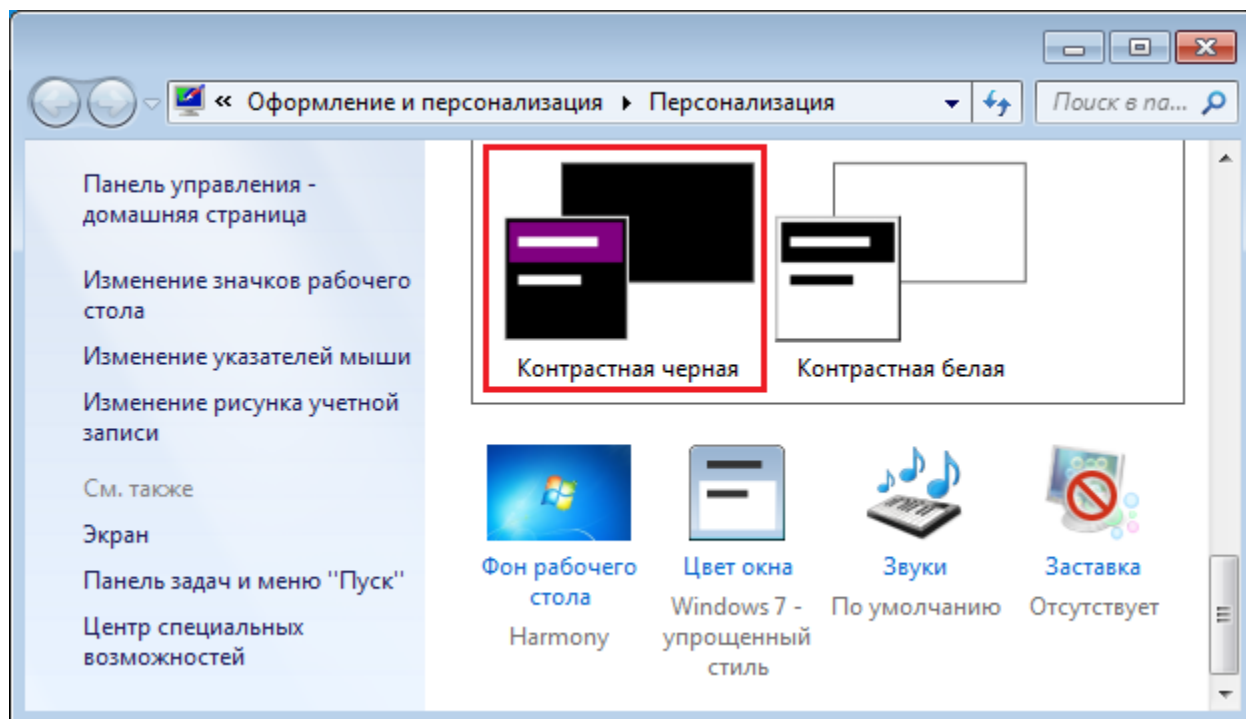 « Оформление и персонализация ▸ Персонализация
Поиск в па...
Панель управления -
домашняя страница
Изменение значков рабочего
стола
Изменение указателей мыши
Изменение рисунка учетной
записи
См. также
Экран
Панель задач и меню "Пуск"
Центр специальных
возможностей
Контрастная черная
Контрастная белая
Фон рабочего
стола
Harmony
Цвет окна
Windows 7 -
упрощенный
стиль
Звуки
По умолчанию
Заставка
Отсутствует